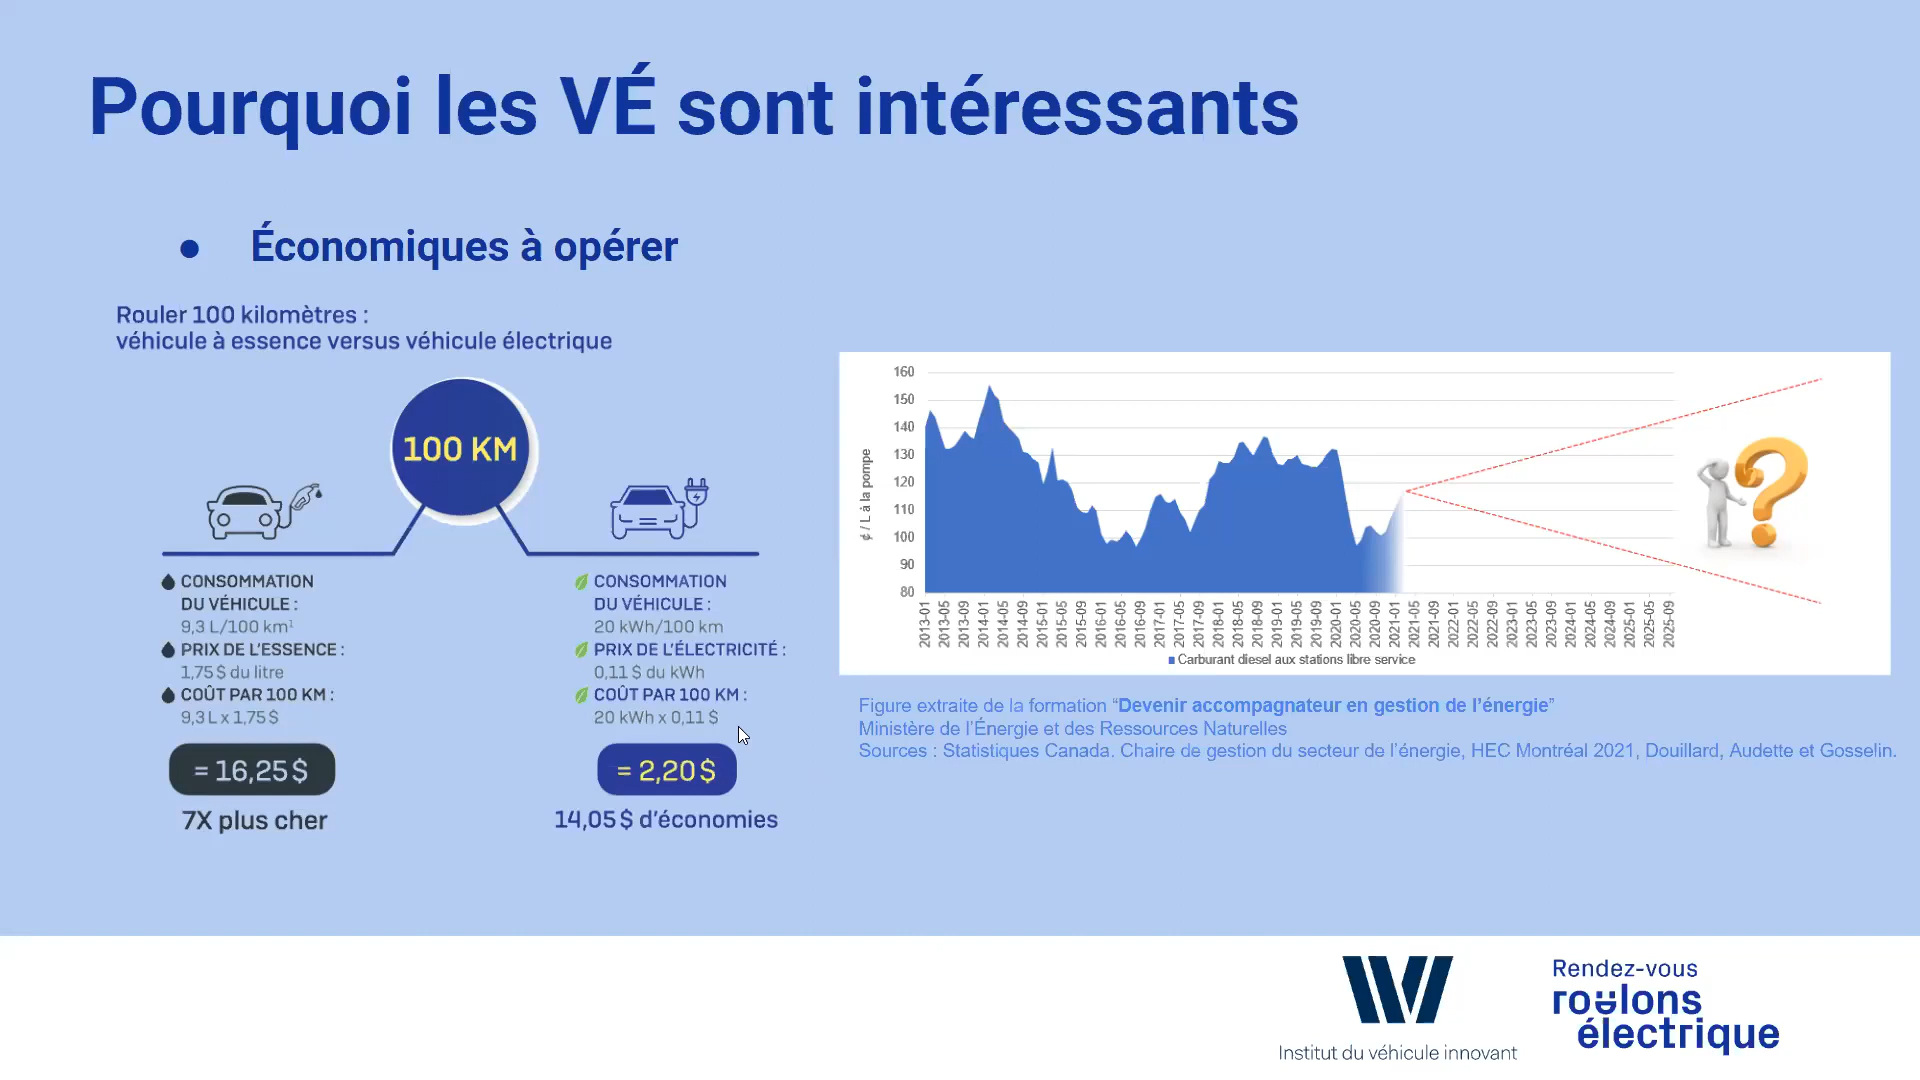 Pourquoi les VÉ sont intéressants
● Économiques à opérer
Rouler 100 kilomètres :
véhicule à essence versus véhicule électrique
100 KM
CONSOMMATION
DU VÉHICULE :
9,3 L/100 km¹
PRIX DE L'ESSENCE :
1,75 $ du litre
COÛT PAR 100 KM :
9,3 L x 1,75 $
= 16,25 $
7X plus cher
CONSOMMATION
DU VÉHICULE :
20 kWh/100 km
PRIX DE L'ÉLECTRICITÉ :
0,11 $ du kWh
COÛT PAR 100 KM :
20 kWh x 0,11 $
= 2,20 $
14,05 $ d'économies
¢ / L à la pompe
160
150
140
130
120
110
100
90
80
2013-01
2013-05
2013-09
2014-01
2014-05
2014-09
2015-01
2015-05
2015-09
2016-01
2016-05
2016-09
2017-01
2017-05
2017-09
2018-01
2018-05
2018-09
2019-01
2019-05
2019-09
2020-01
2020-05
2020-09
2021-01
2021-05
2021-09
2022-01
2022-05
2022-09
2023-01
2023-05
2023-09
2024-01
2024-05
2024-09
2025-01
2025-05
2025-09
Carburant diesel aux stations libre service
Figure extraite de la formation “Devenir accompagnateur en gestion de l’énergie”
Ministère de l’Énergie et des Ressources Naturelles
Sources : Statistiques Canada. Chaire de gestion du secteur de l’énergie, HEC Montréal 2021, Douillard, Audette et Gosselin.
Institut du véhicule innovant
Rendez-vous
roulons
électrique